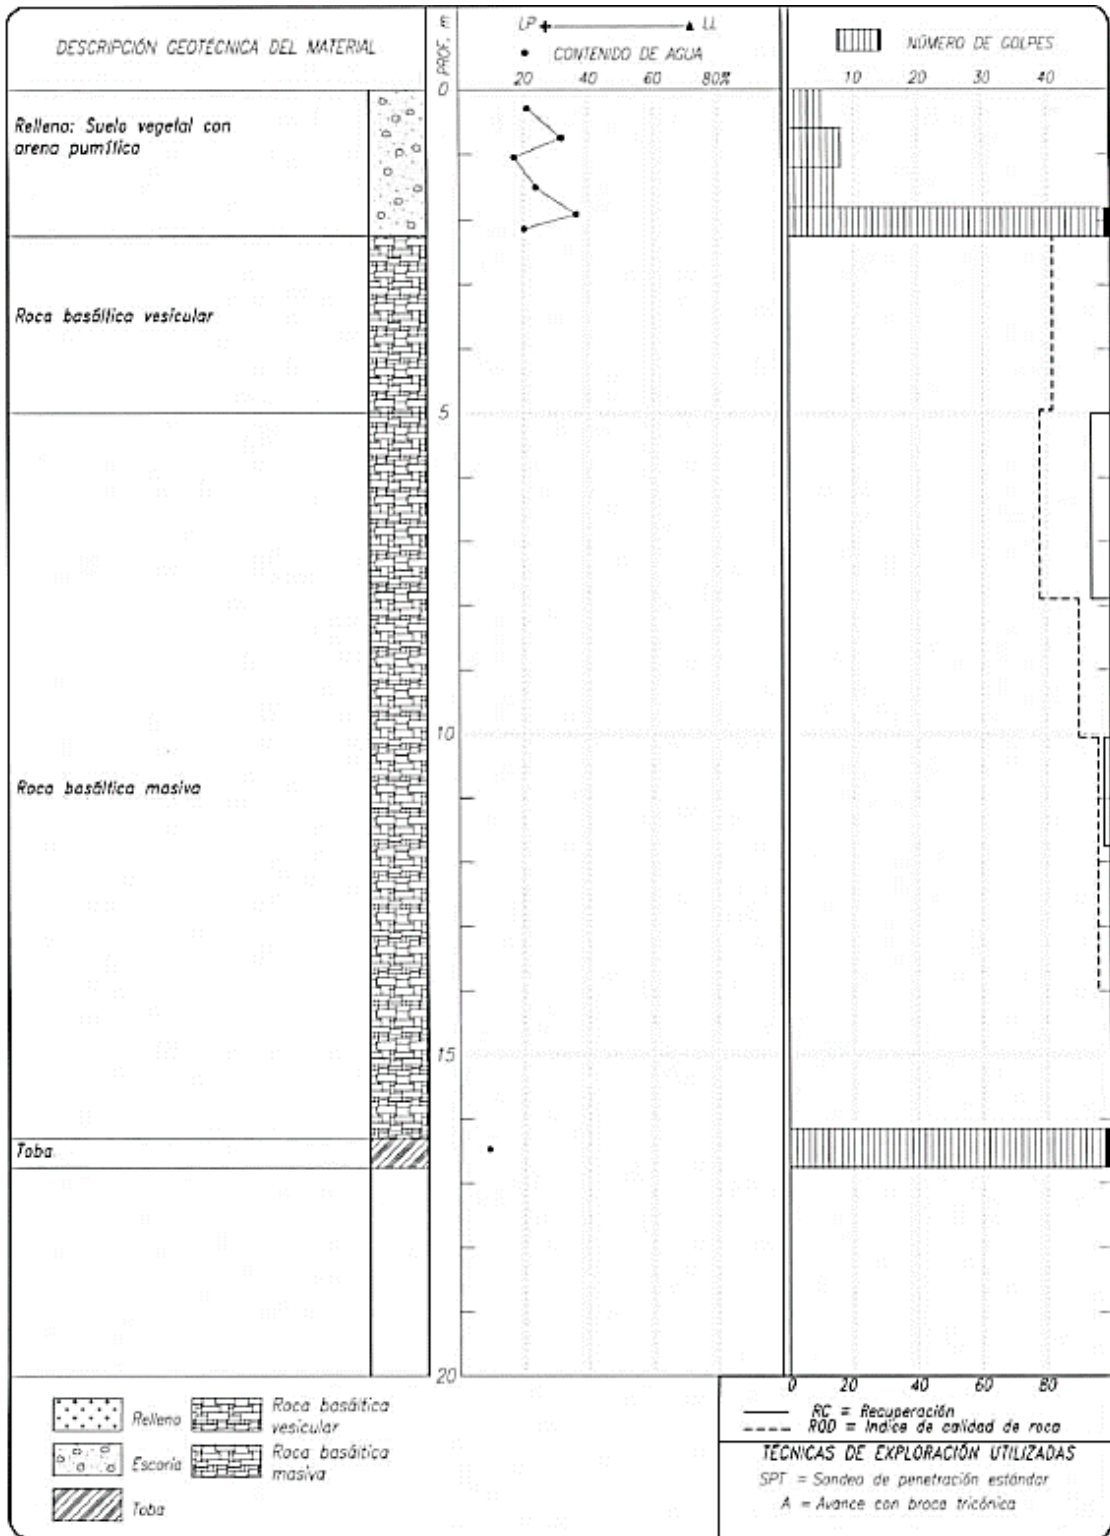 DESCRIPCIÓN GEOTÉCNICA DEL MATERIAL
PROF, m
LP LL
CONTENIDO DE AGUA
20 40 60 80%
NÚMERO DE GOLPES
10 20 30 40
0
Relleno: Suelo vegetal con
arena pumítica
Roca basáltica vesicular
5
10
Roca basáltica masiva
15
Toba
20
0 20 40 60 80
Relleno
Roca basáltica
vesicular
Escoria
Roca basáltica
masiva
Toba
RC = Recuperación
RQD = Indice de calidad de roca
TÉCNICAS DE EXPLORACIÓN UTILIZADAS
SPT = Sondeo de penetración estándar
A = Avance con broca tricónica